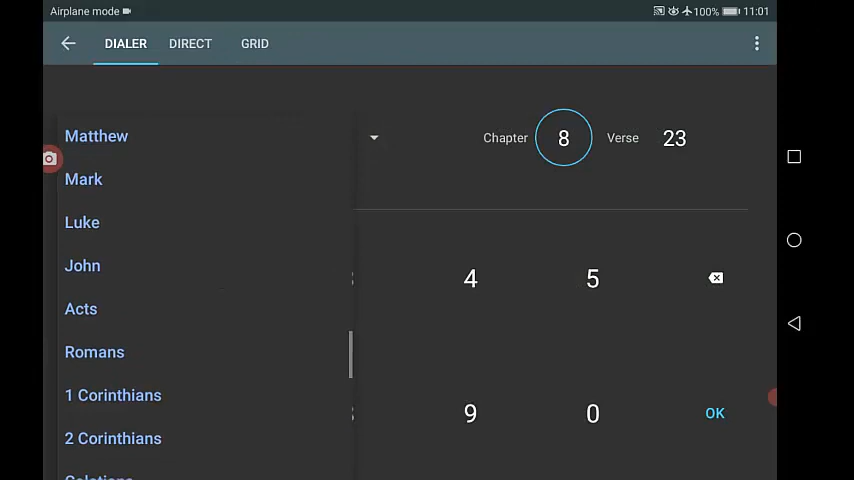 Airplane mode 100% 11:01
DIALER DIRECT GRID
Matthew
Chapter 8 Verse 23
Mark
Luke
John
4 5
Acts
Romans
1 Corinthians
9 0 OK
2 Corinthians